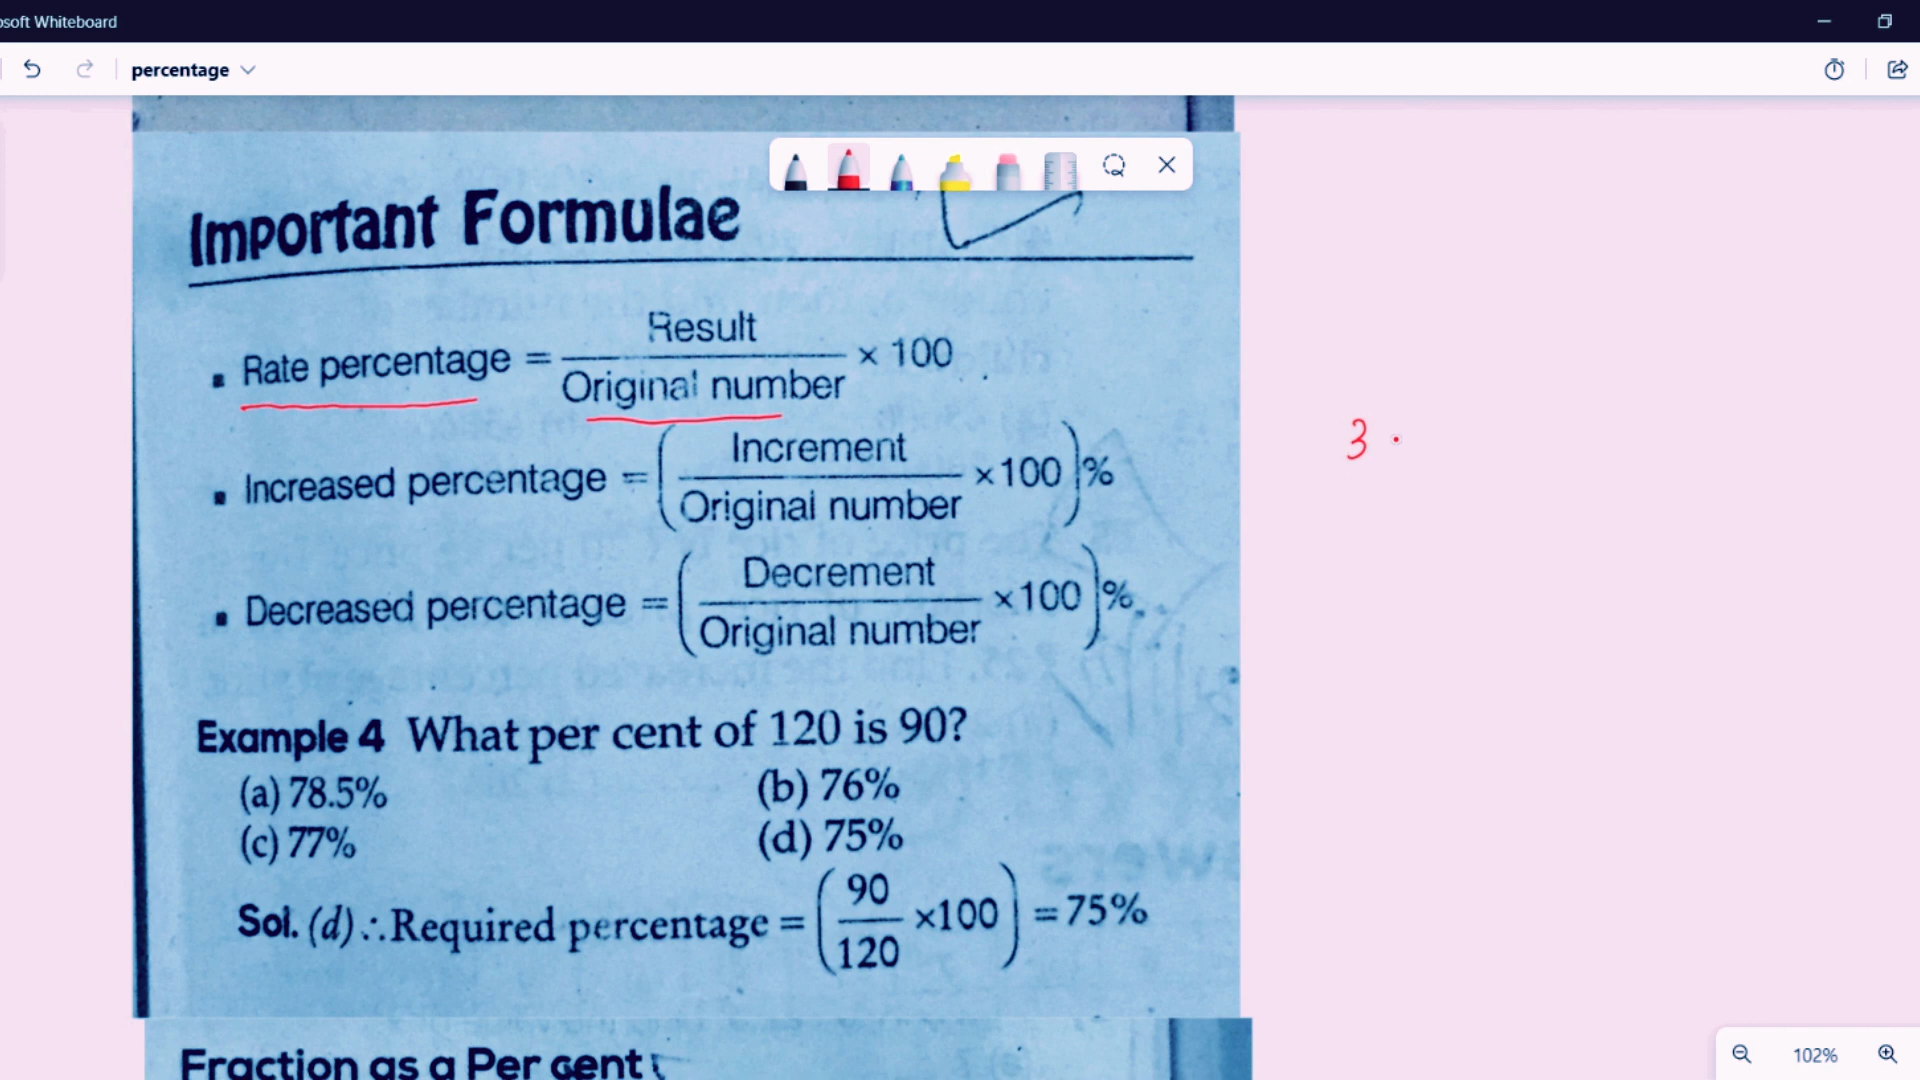 osoft Whiteboard
percentage
Important Formulae
▪ Rate percentage = Result / Original number × 100
▪ Increased percentage = (Increment / Original number ×100)%
▪ Decreased percentage = (Decrement / Original number ×100)%
Example 4 What per cent of 120 is 90?
(a) 78.5% (b) 76%
(c) 77% (d) 75%
Sol. (d) ∴ Required percentage = (90/120 ×100) = 75%
Fraction as a Per cent
3
102%